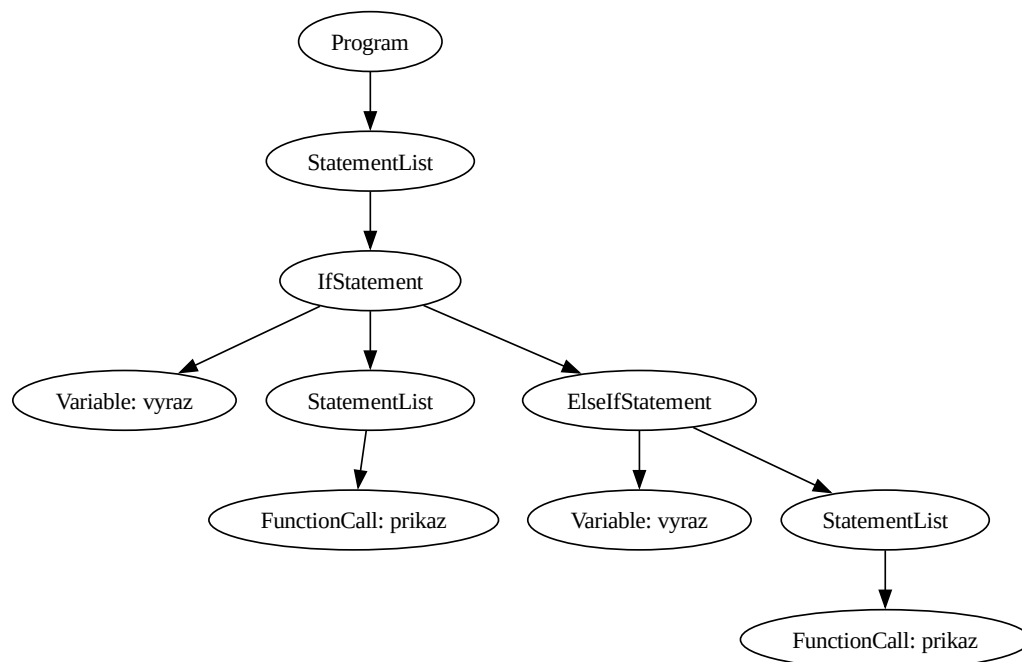 Program
StatementList
IfStatement
Variable: vyraz
StatementList
ElseIfStatement
FunctionCall: prikaz
Variable: vyraz
StatementList
FunctionCall: prikaz